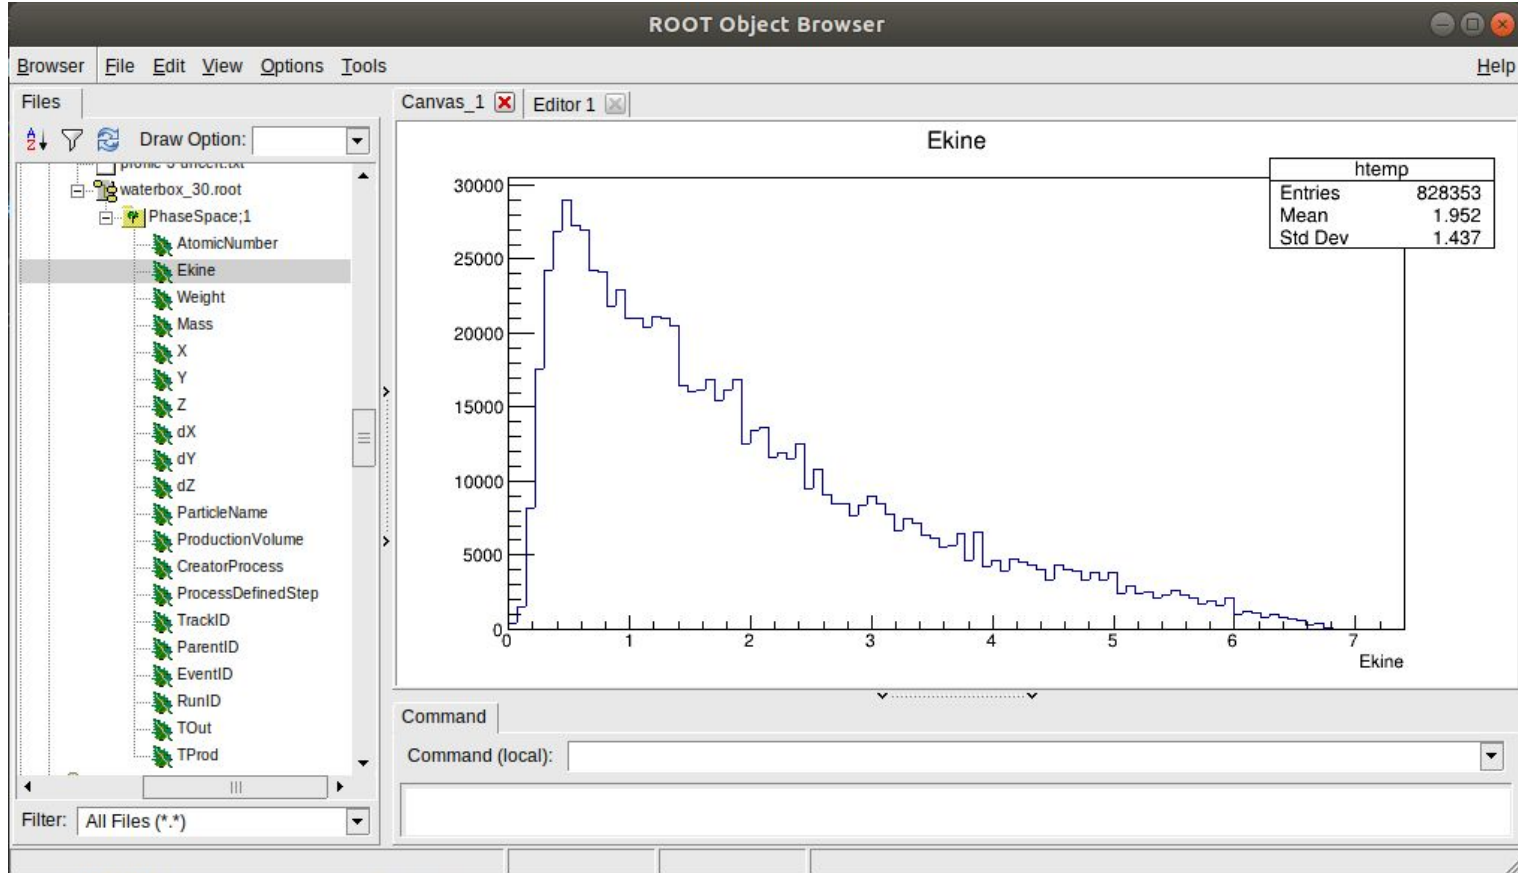 ROOT Object Browser
Browser File Edit View Options Tools Help
Files
Canvas_1 Editor 1
Draw Option:
waterbox_30.root
PhaseSpace;1
AtomicNumber
Ekine
Weight
Mass
X
Y
Z
dX
dY
dZ
ParticleName
ProductionVolume
CreatorProcess
ProcessDefinedStep
TrackID
ParentID
EventID
RunID
TOut
TProd
Filter: All Files (*.*)
Ekine
htemp
Entries 828353
Mean 1.952
Std Dev 1.437
30000
25000
20000
15000
10000
5000
0
0 1 2 3 4 5 6 7
Ekine
Command
Command (local):